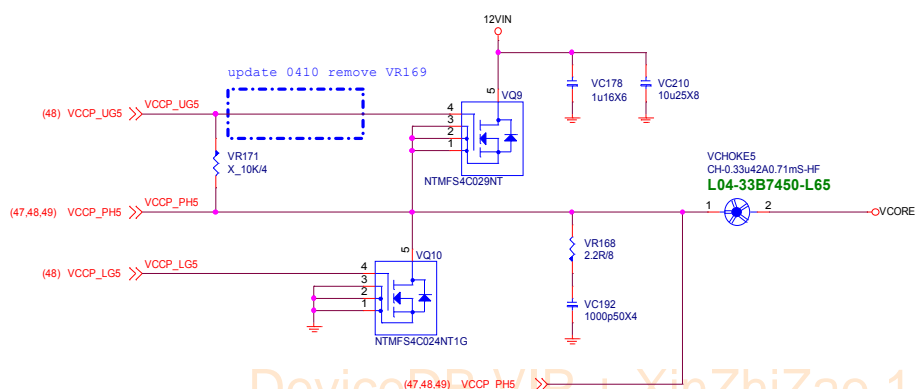 12VIN
update 0410 remove VR169
(48) VCCP_UG5 VCCP_UG5
VR171
X_10K/4
5
VQ9
4
3
2
1
NTMFS4C029NT
VC178
1u16X6
VC210
10u25X8
VCHOKE5
CH-0.33u42A0.71mS-HF
L04-33B7450-L65
(47,48,49) VCCP_PH5 VCCP_PH5
1 2
VCORE
5
VQ10
(48) VCCP_LG5 VCCP_LG5
4
3
2
1
NTMFS4C024NT1G
VR168
2.2R/8
VC192
1000p50X4
(47,48,49) VCCP_PH5